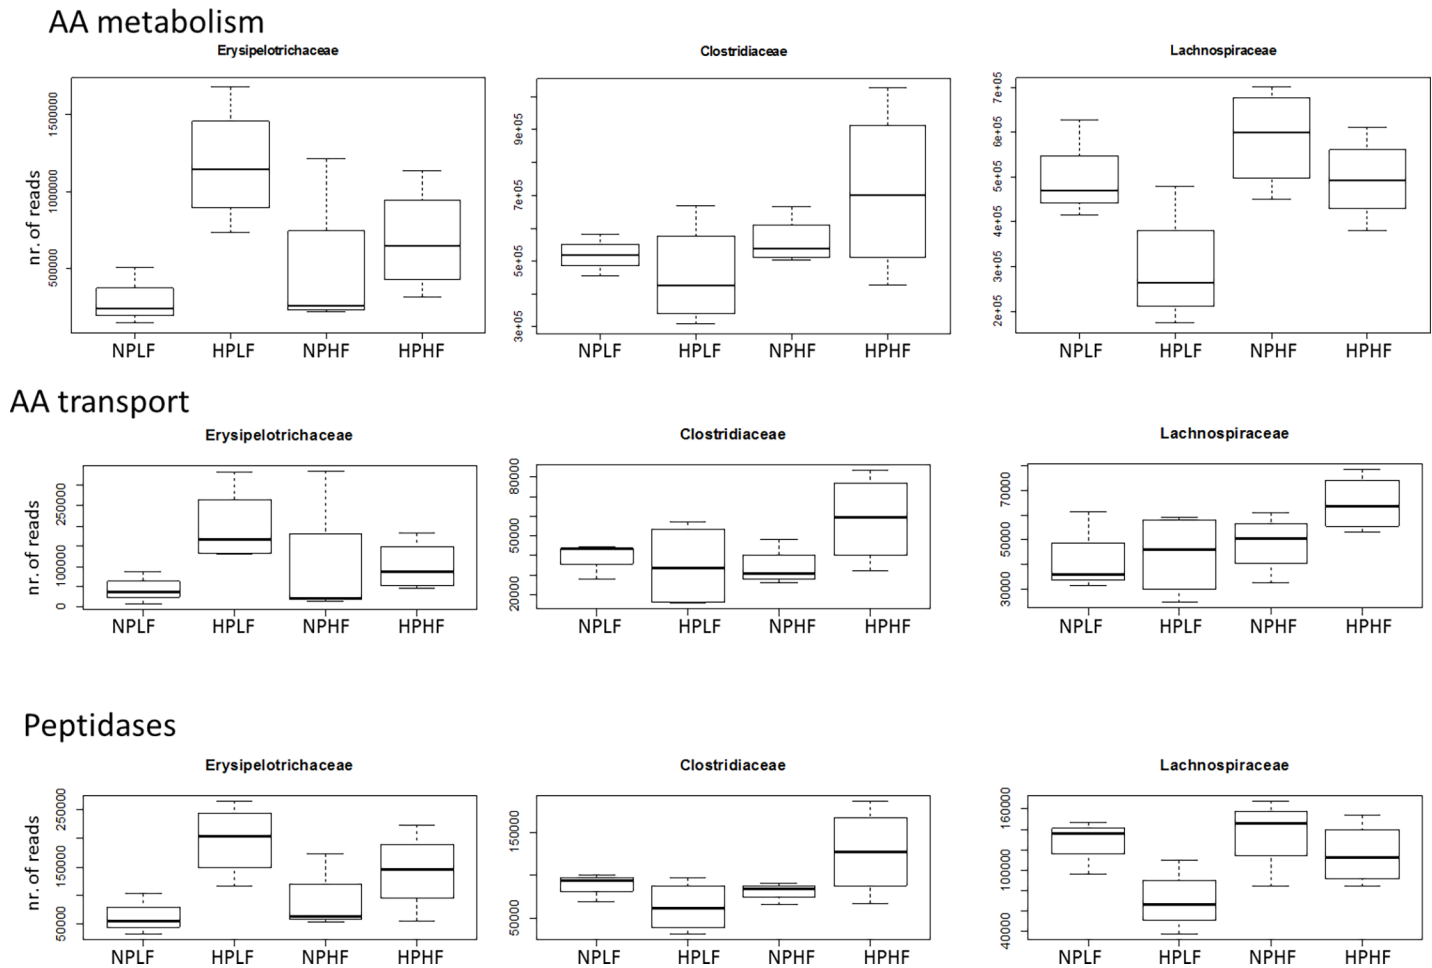 AA metabolism
Erysipelotrichaceae Clostridiaceae Lachnospiraceae
nr. of reads
1500000
1000000
500000
9e+05
7e+05
5e+05
3e+05
7e+05
6e+05
5e+05
4e+05
3e+05
2e+05
NPLF HPLF NPHF HPHF NPLF HPLF NPHF HPHF NPLF HPLF NPHF HPHF
AA transport
Erysipelotrichaceae Clostridiaceae Lachnospiraceae
nr. of reads
250000
100000
0
80000
50000
20000
70000
50000
30000
NPLF HPLF NPHF HPHF NPLF HPLF NPHF HPHF NPLF HPLF NPHF HPHF
Peptidases
Erysipelotrichaceae Clostridiaceae Lachnospiraceae
nr. of reads
250000
150000
50000
150000
50000
160000
100000
40000
NPLF HPLF NPHF HPHF NPLF HPLF NPHF HPHF NPLF HPLF NPHF HPHF